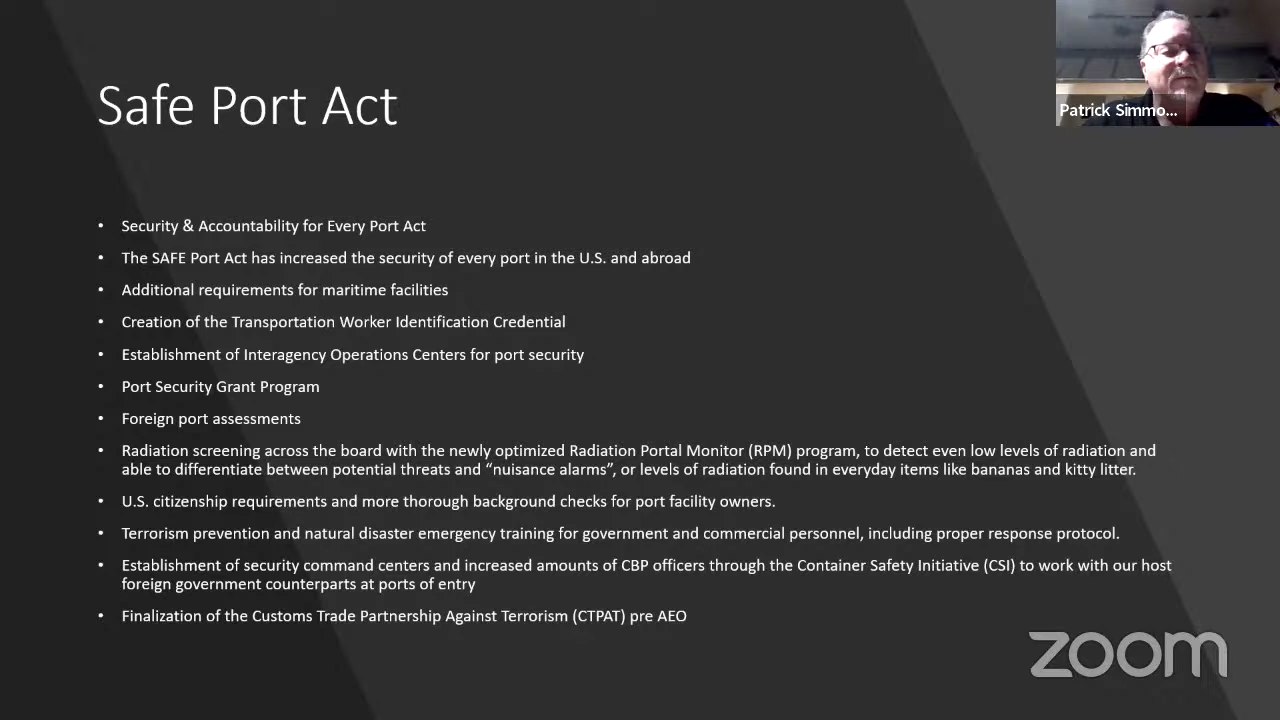 Safe Port Act
Patrick Simmo...
• Security & Accountability for Every Port Act
• The SAFE Port Act has increased the security of every port in the U.S. and abroad
• Additional requirements for maritime facilities
• Creation of the Transportation Worker Identification Credential
• Establishment of Interagency Operations Centers for port security
• Port Security Grant Program
• Foreign port assessments
• Radiation screening across the board with the newly optimized Radiation Portal Monitor (RPM) program, to detect even low levels of radiation and
able to differentiate between potential threats and “nuisance alarms”, or levels of radiation found in everyday items like bananas and kitty litter.
• U.S. citizenship requirements and more thorough background checks for port facility owners.
• Terrorism prevention and natural disaster emergency training for government and commercial personnel, including proper response protocol.
• Establishment of security command centers and increased amounts of CBP officers through the Container Safety Initiative (CSI) to work with our host
foreign government counterparts at ports of entry
• Finalization of the Customs Trade Partnership Against Terrorism (CTPAT) pre AEO
zoom